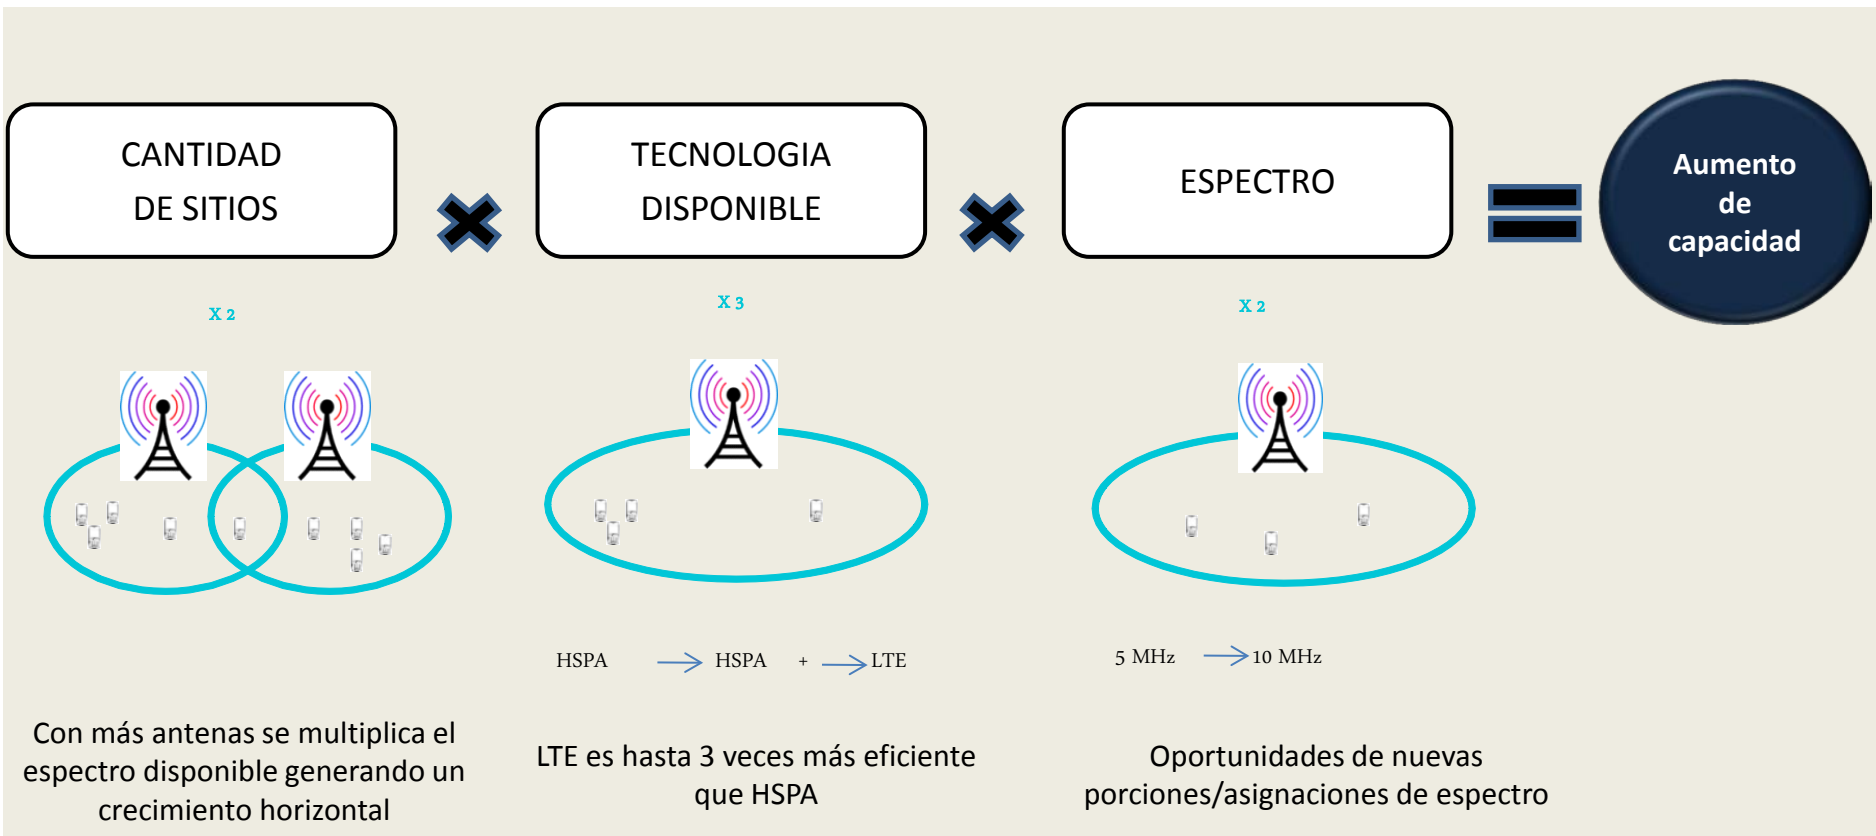 CANTIDAD
DE SITIOS
TECNOLOGIA
DISPONIBLE
ESPECTRO
Aumento
de
capacidad
X 2
X 3
X 2
HSPA
HSPA + LTE
5 MHz
10 MHz
Con más antenas se multiplica el
espectro disponible generando un
crecimiento horizontal
LTE es hasta 3 veces más eficiente
que HSPA
Oportunidades de nuevas
porciones/asignaciones de espectro